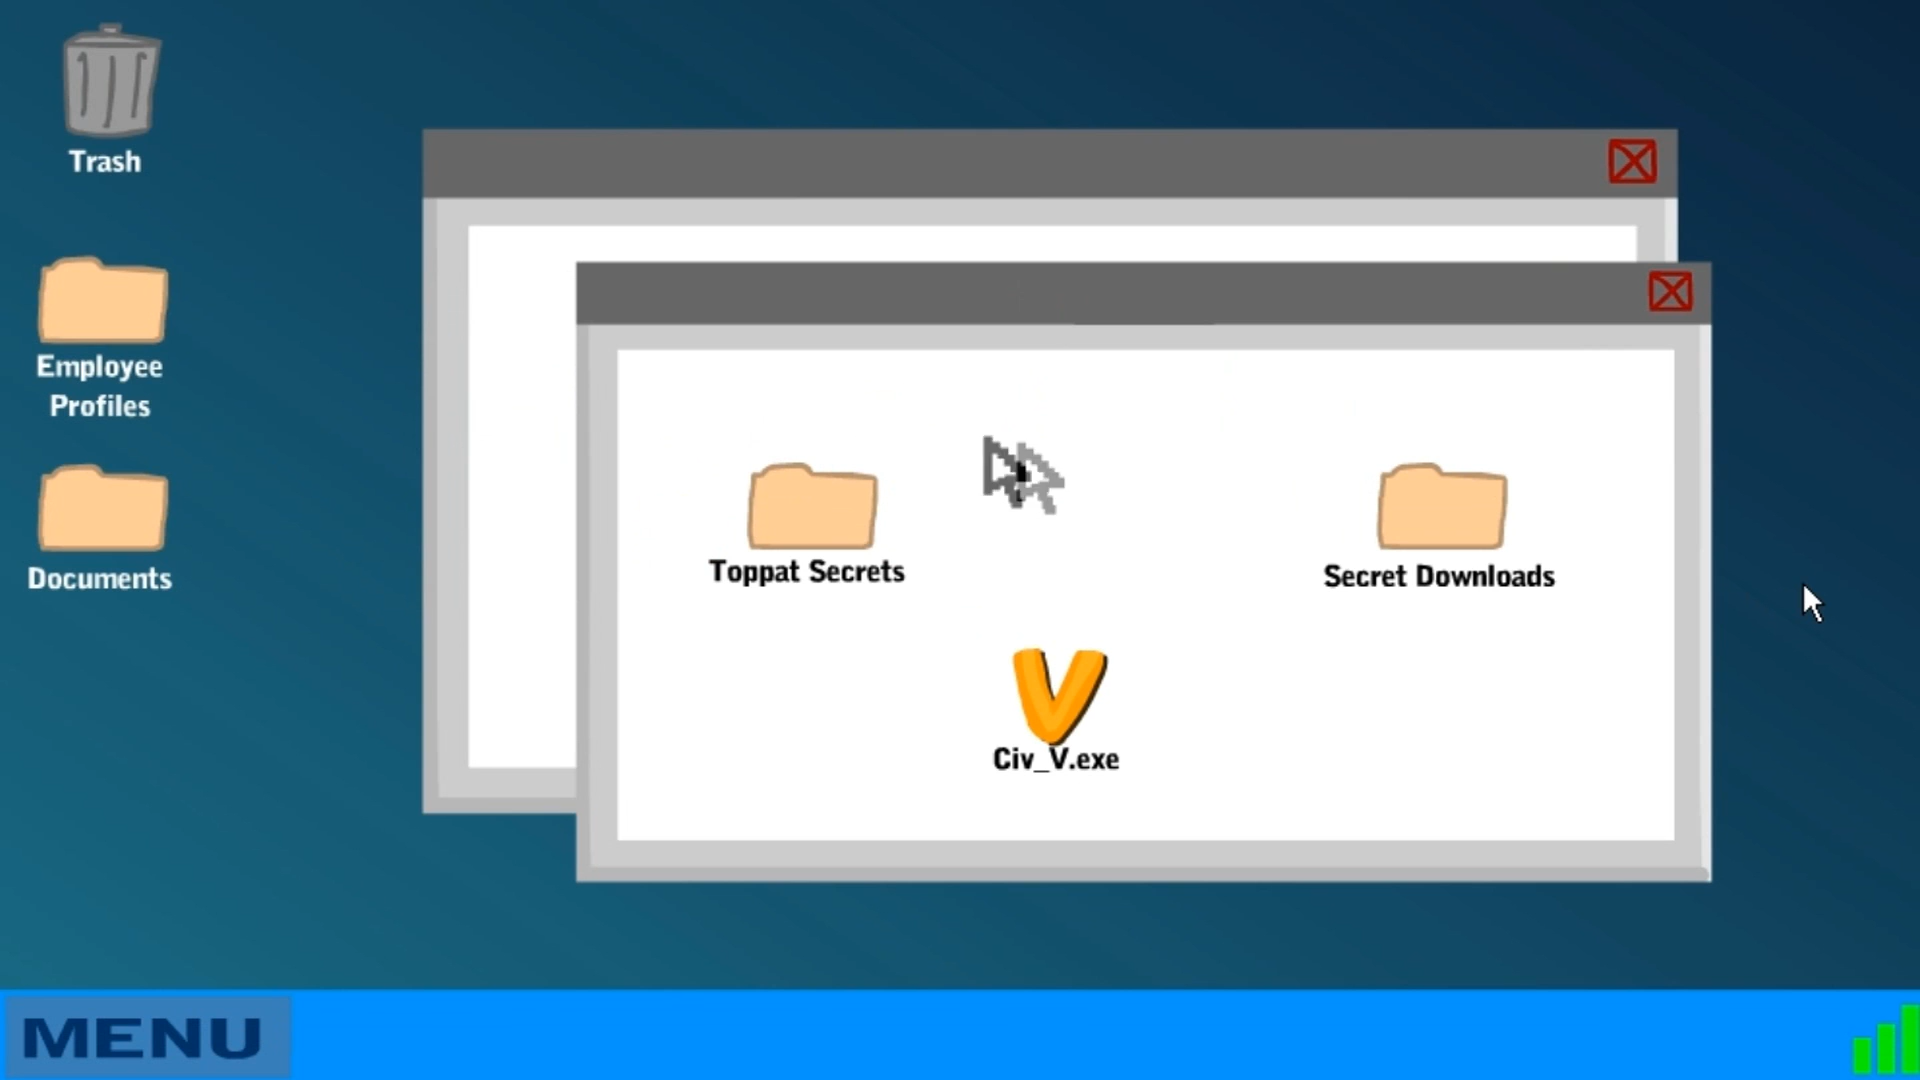 Trash
Employee
Profiles
Documents
Toppat Secrets
Secret Downloads
V
Civ_V.exe
MENU